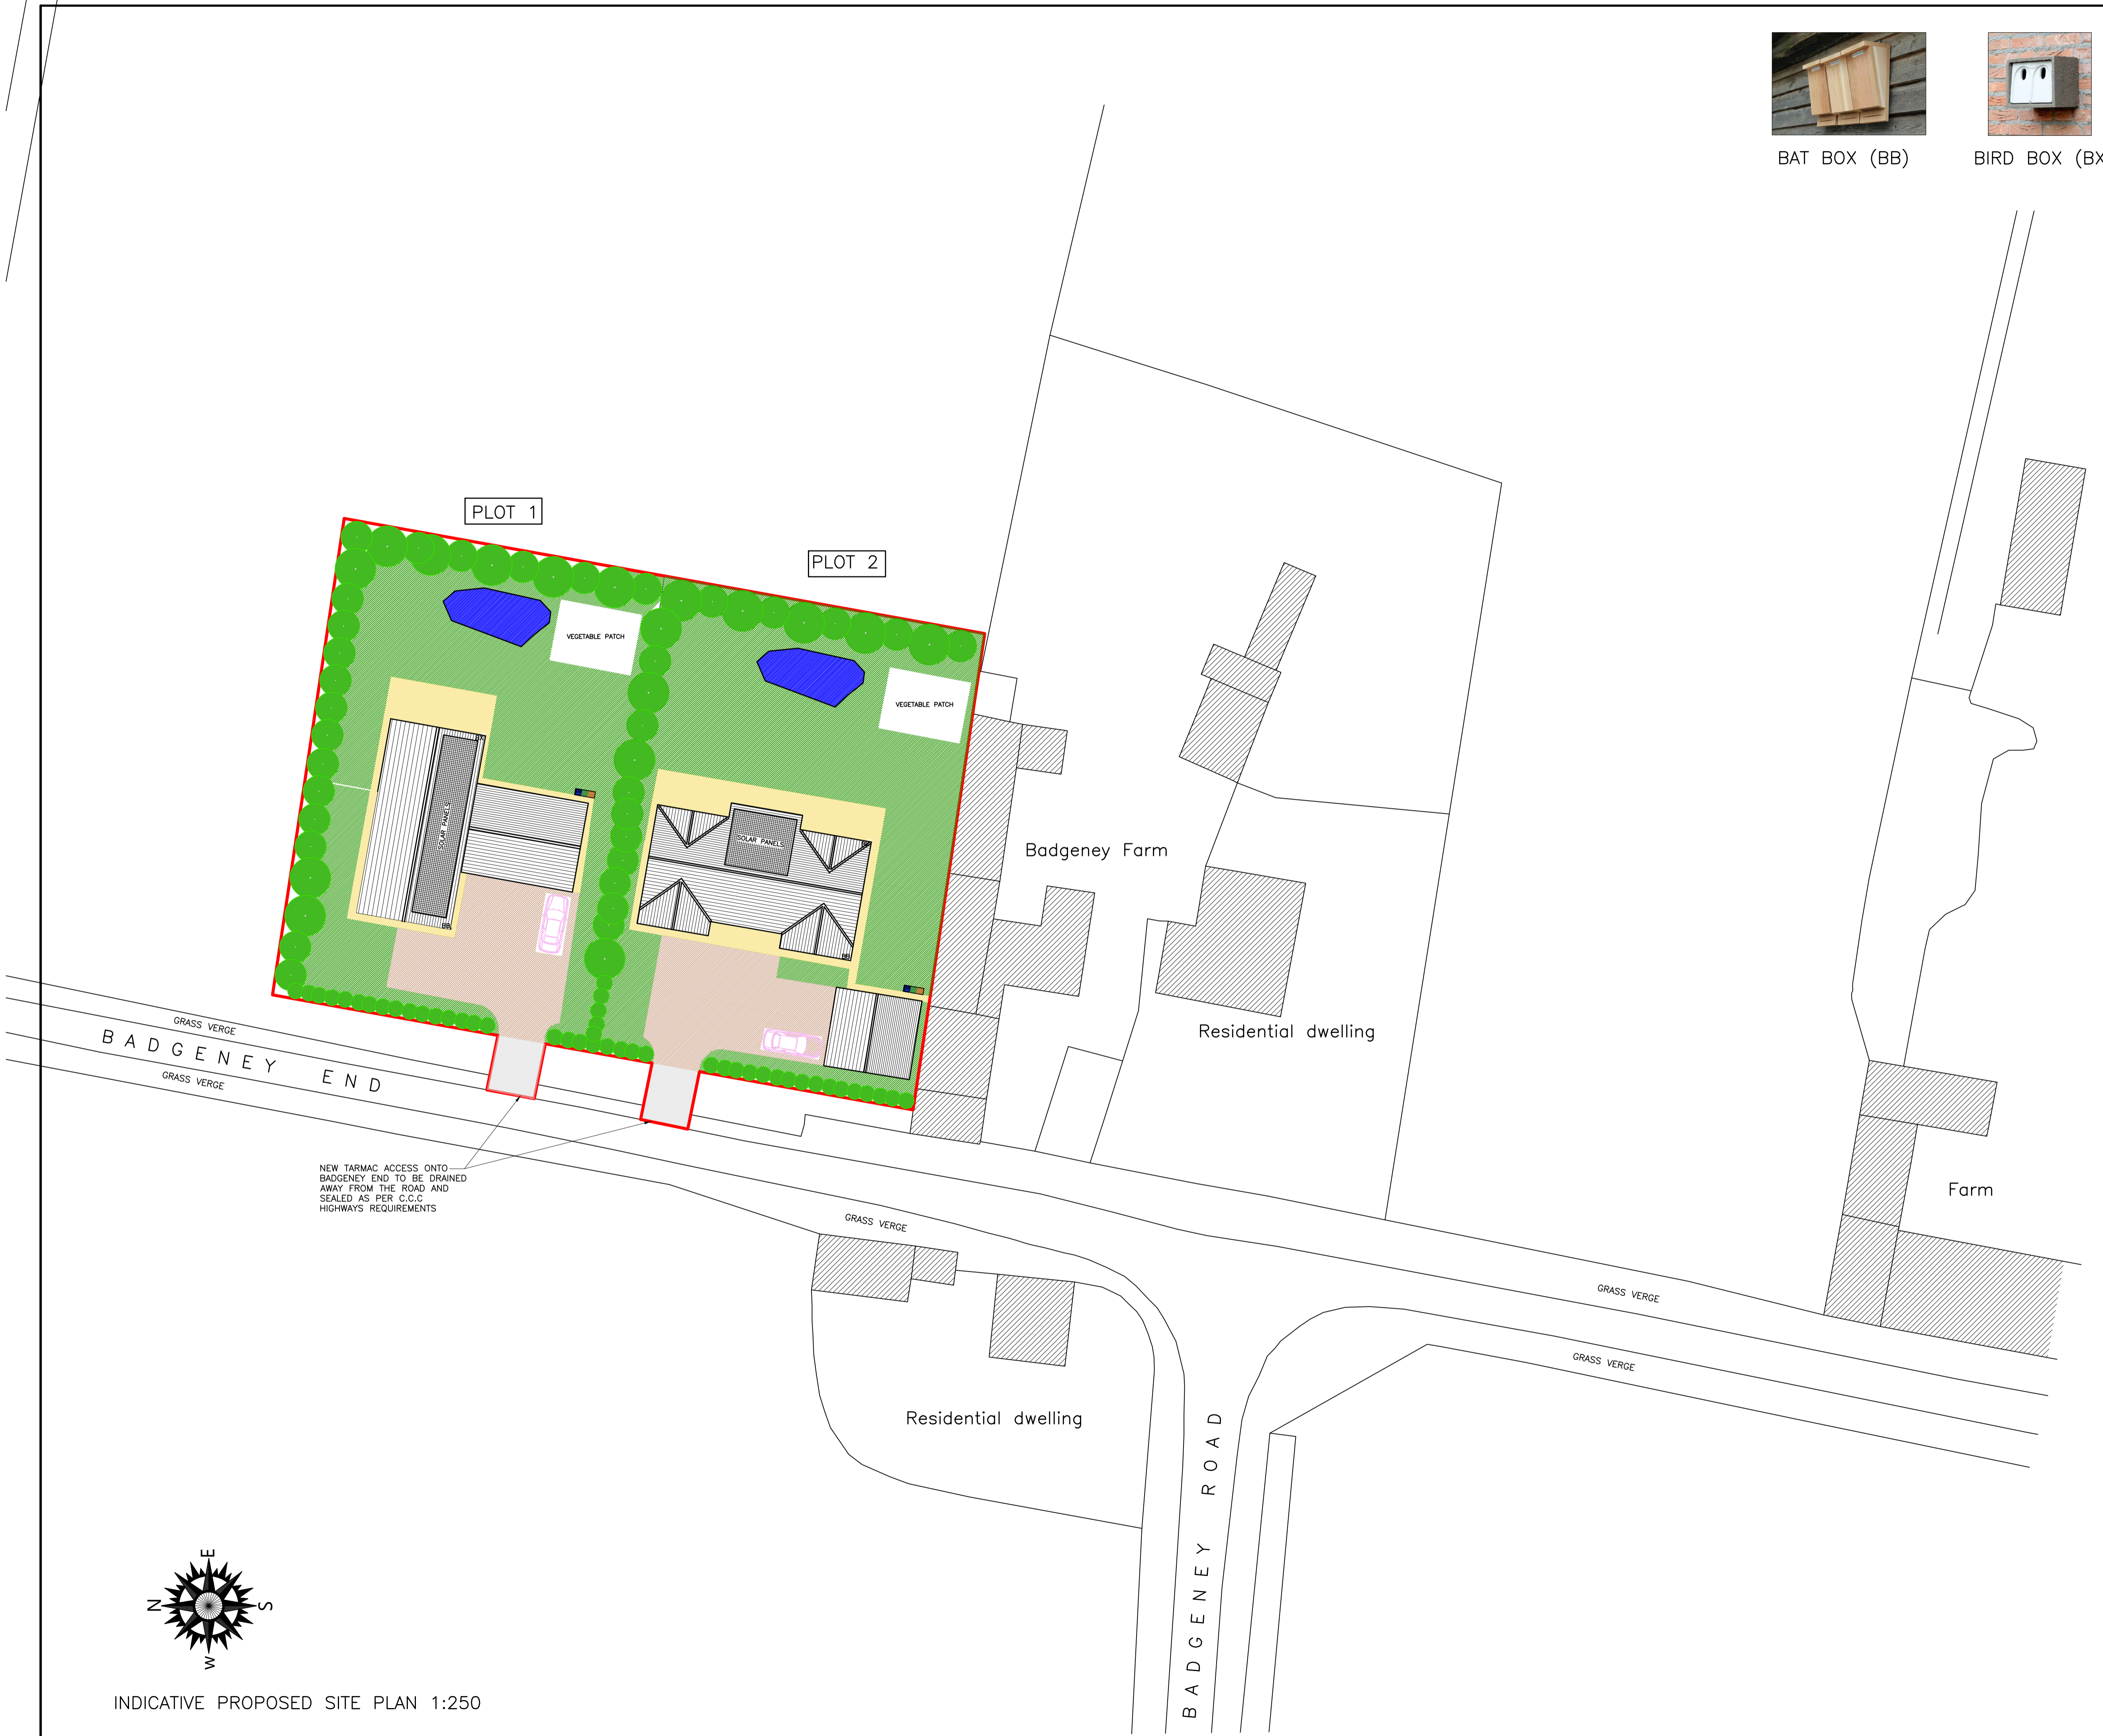 BAT BOX (BB)
BIRD BOX (BX
PLOT 1
PLOT 2
VEGETABLE PATCH
VEGETABLE PATCH
SOLAR PANELS
SOLAR PANELS
BB
BB
Badgeney Farm
Residential dwelling
GRASS VERGE
BADGENEY END
GRASS VERGE
NEW TARMAC ACCESS ONTO
BADGENEY END TO BE DRAINED
AWAY FROM THE ROAD AND
SEALED AS PER C.C.C
HIGHWAYS REQUIREMENTS
GRASS VERGE
Farm
GRASS VERGE
GRASS VERGE
Residential dwelling
BADGENEY ROAD
E
N
S
W
INDICATIVE PROPOSED SITE PLAN 1:250